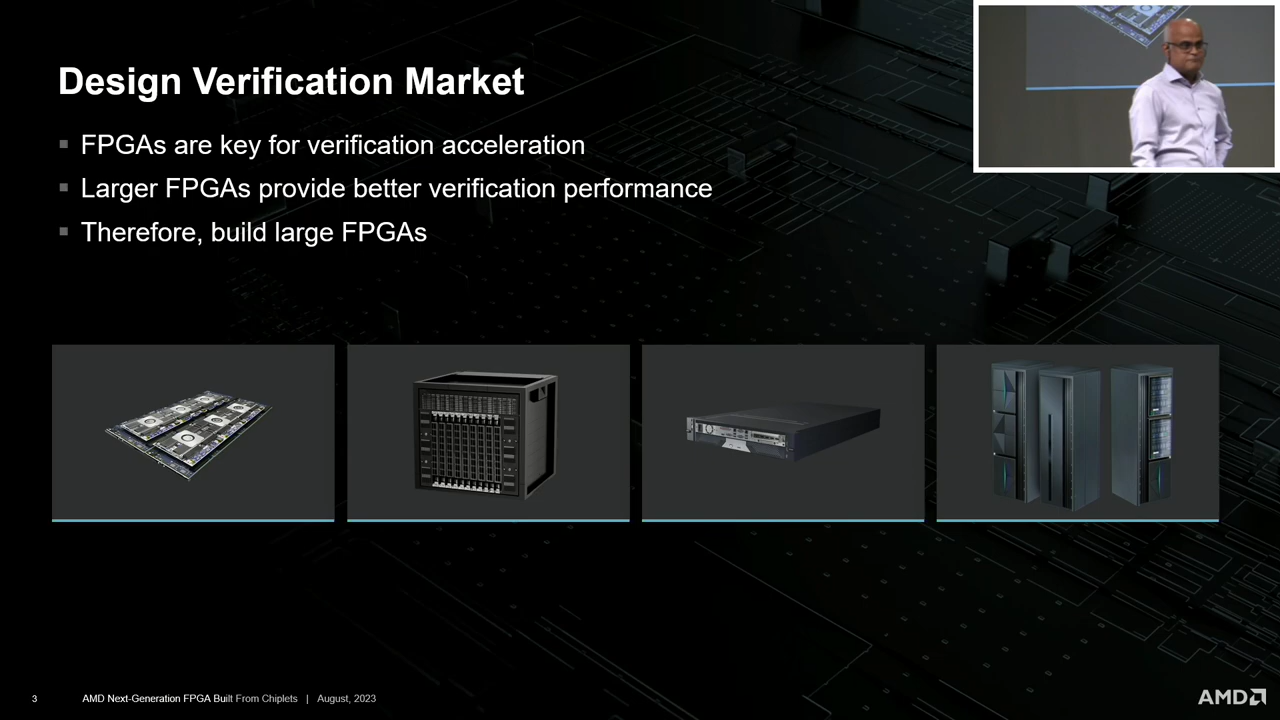 Design Verification Market
FPGAs are key for verification acceleration
Larger FPGAs provide better verification performance
Therefore, build large FPGAs
3 AMD Next-Generation FPGA Built From Chiplets | August, 2023
AMD